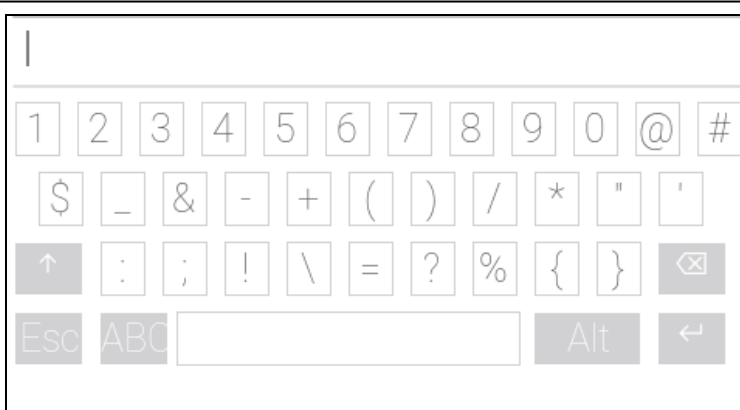 1 2 3 4 5 6 7 8 9 0 @ #
$ _ & - + ( ) / * " '
↑ : ; ! \ = ? % { } ⌫
Esc ABC Alt ↵